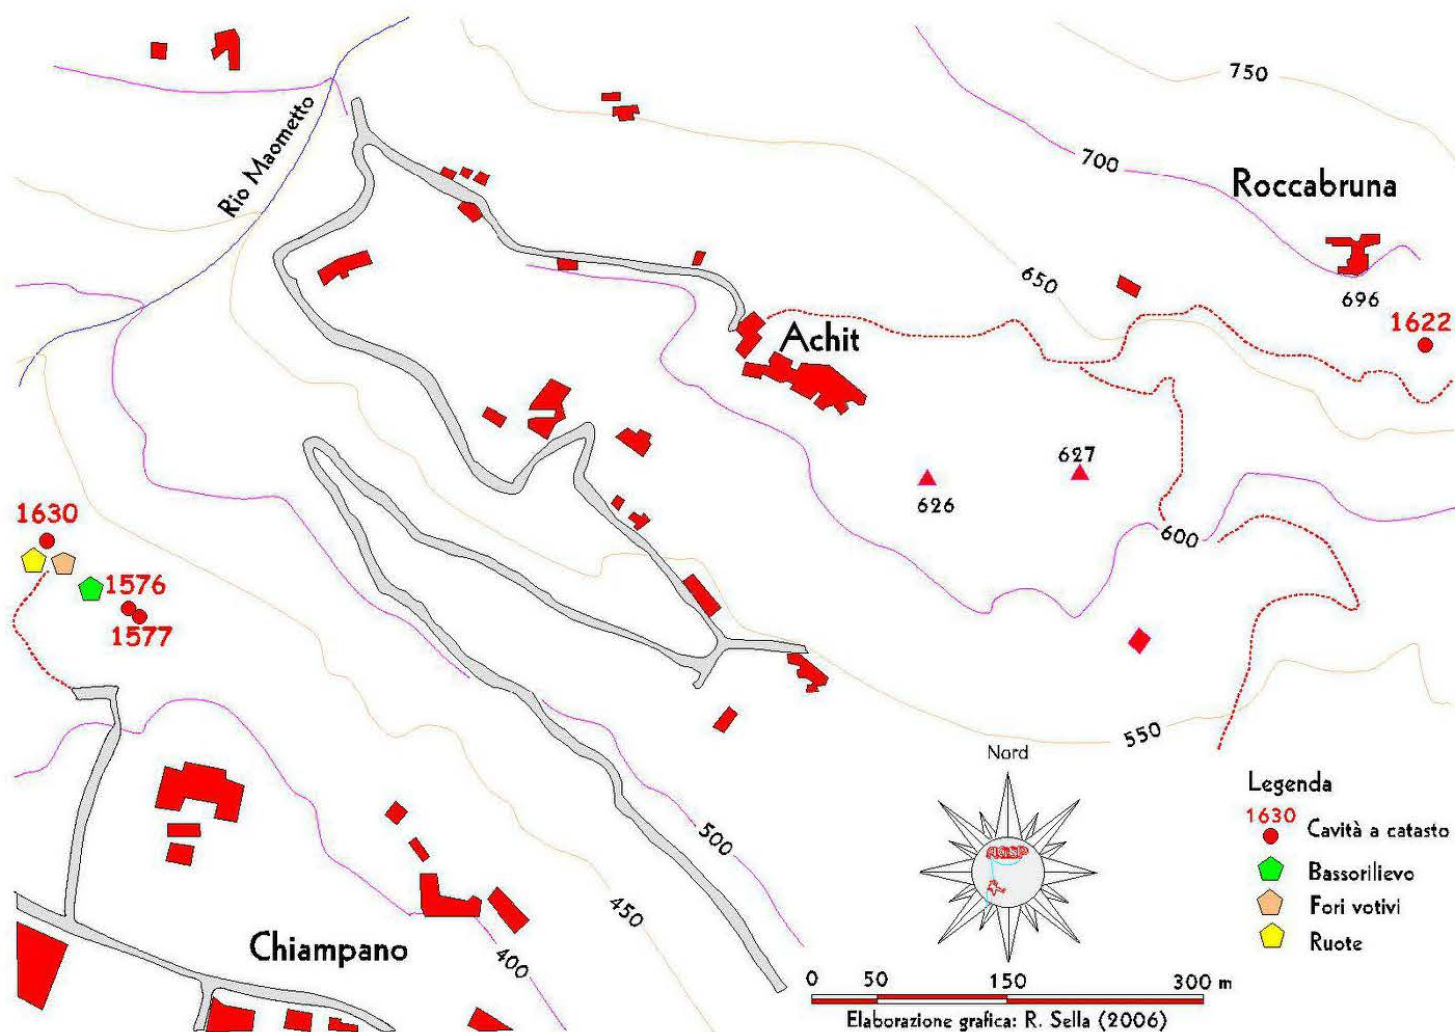 750
Rio Maometto
700
Roccabruna
650
696
1622
Achit
627
626
600
1630
1576
1577
550
Nord
Legenda
1630
Cavità a catasto
Bassorilievo
Fori votivi
Ruote
AGSP
500
450
400
Chiampano
0 50 150 300 m
Elaborazione grafica: R. Sella (2006)